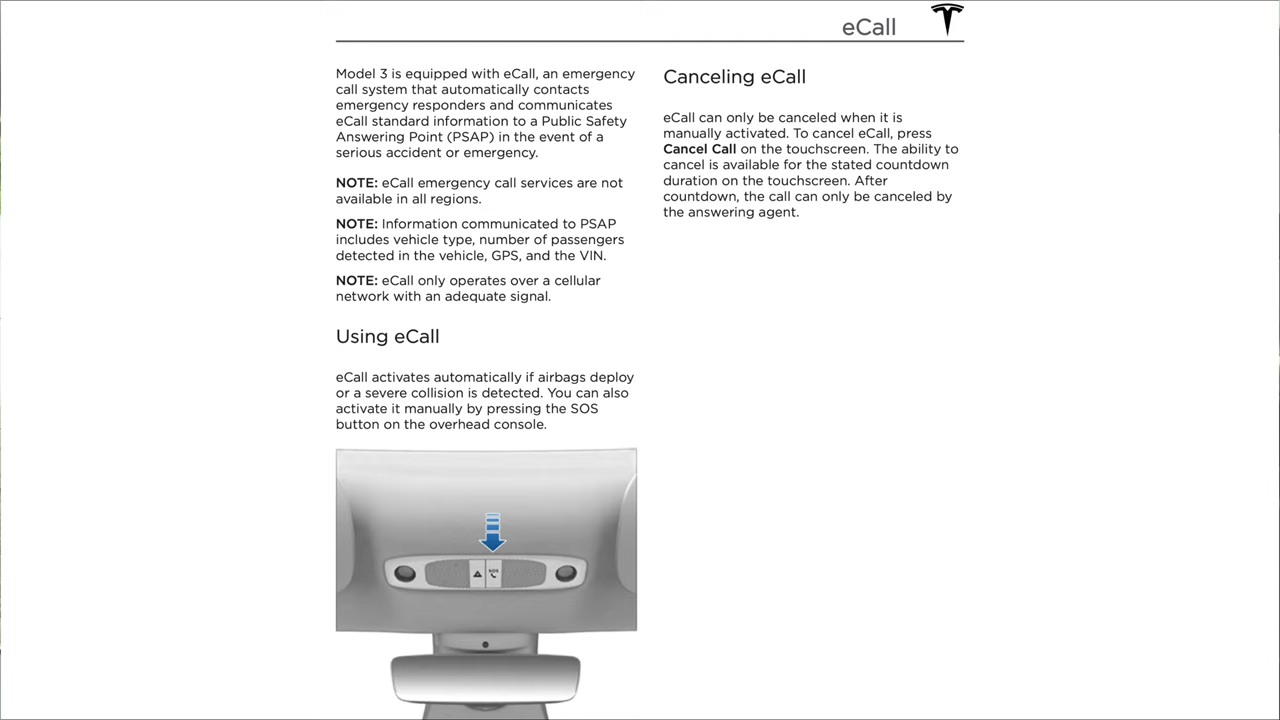 eCall
Model 3 is equipped with eCall, an emergency
call system that automatically contacts
emergency responders and communicates
eCall standard information to a Public Safety
Answering Point (PSAP) in the event of a
serious accident or emergency.
NOTE: eCall emergency call services are not
available in all regions.
NOTE: Information communicated to PSAP
includes vehicle type, number of passengers
detected in the vehicle, GPS, and the VIN.
NOTE: eCall only operates over a cellular
network with an adequate signal.
Using eCall
eCall activates automatically if airbags deploy
or a severe collision is detected. You can also
activate it manually by pressing the SOS
button on the overhead console.
SOS
Canceling eCall
eCall can only be canceled when it is
manually activated. To cancel eCall, press
Cancel Call on the touchscreen. The ability to
cancel is available for the stated countdown
duration on the touchscreen. After
countdown, the call can only be canceled by
the answering agent.